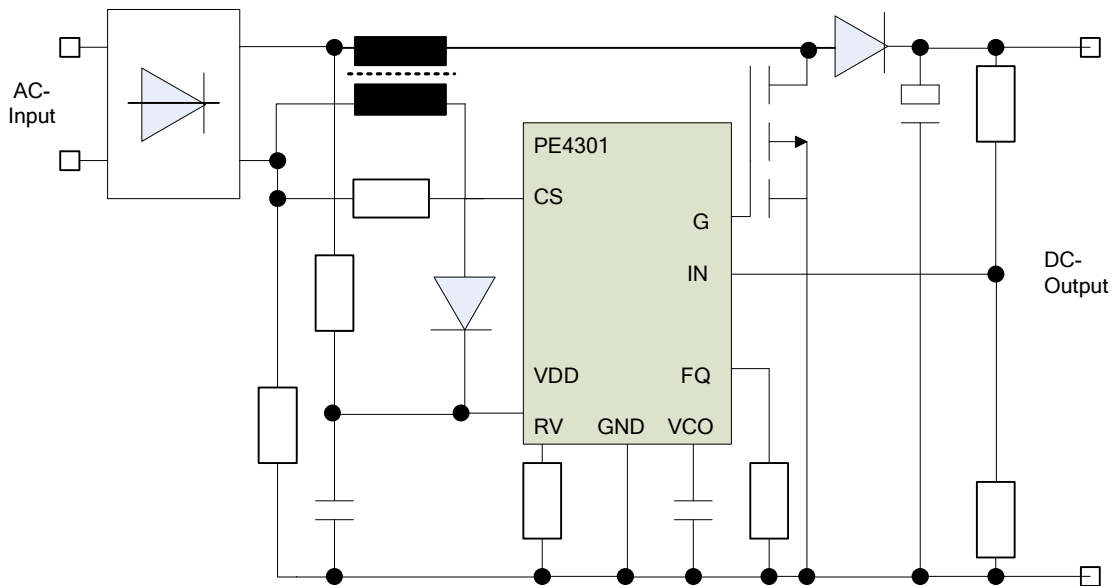 AC-
Input
PE4301
CS
G
IN
DC-
Output
VDD
FQ
RV
GND
VCO